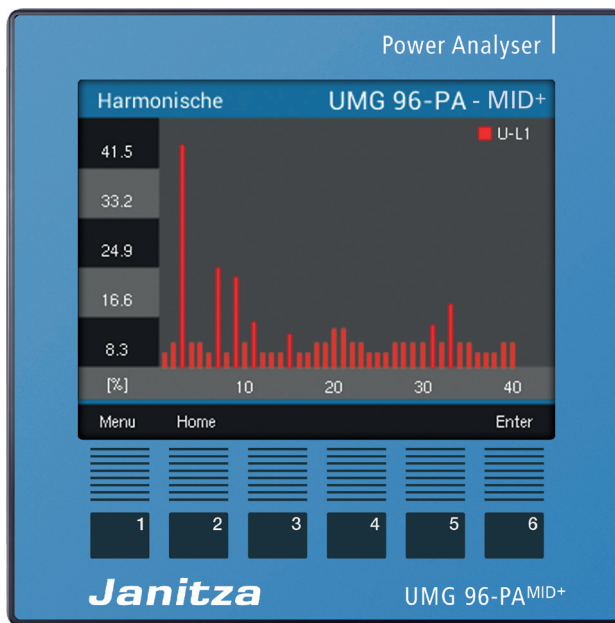 Power Analyser
Harmonische UMG 96-PA - MID+
U-L1
41.5
33.2
24.9
16.6
8.3
[%] 10 20 30 40
Menu Home Enter
1 2 3 4 5 6
Janitza UMG 96-PAMID+